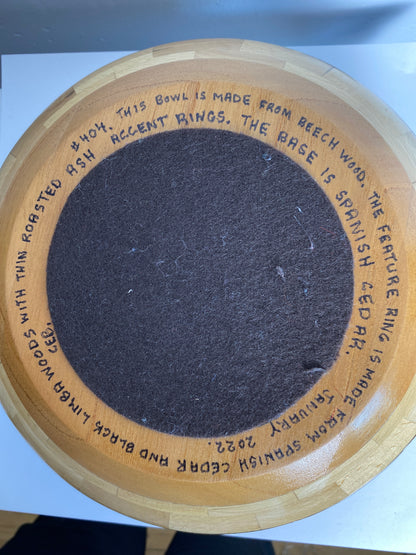 #404. THIS BOWL IS MADE FROM BEECH WOOD. THE FEATURE RING IS MADE FROM SPANISH CEDAR AND BLACK LIMBA WOODS WITH THIN ROASTED ASH ACCENT RINGS. THE BASE IS SPANISH CEDAR.
JANUARY 2022.
GEB.